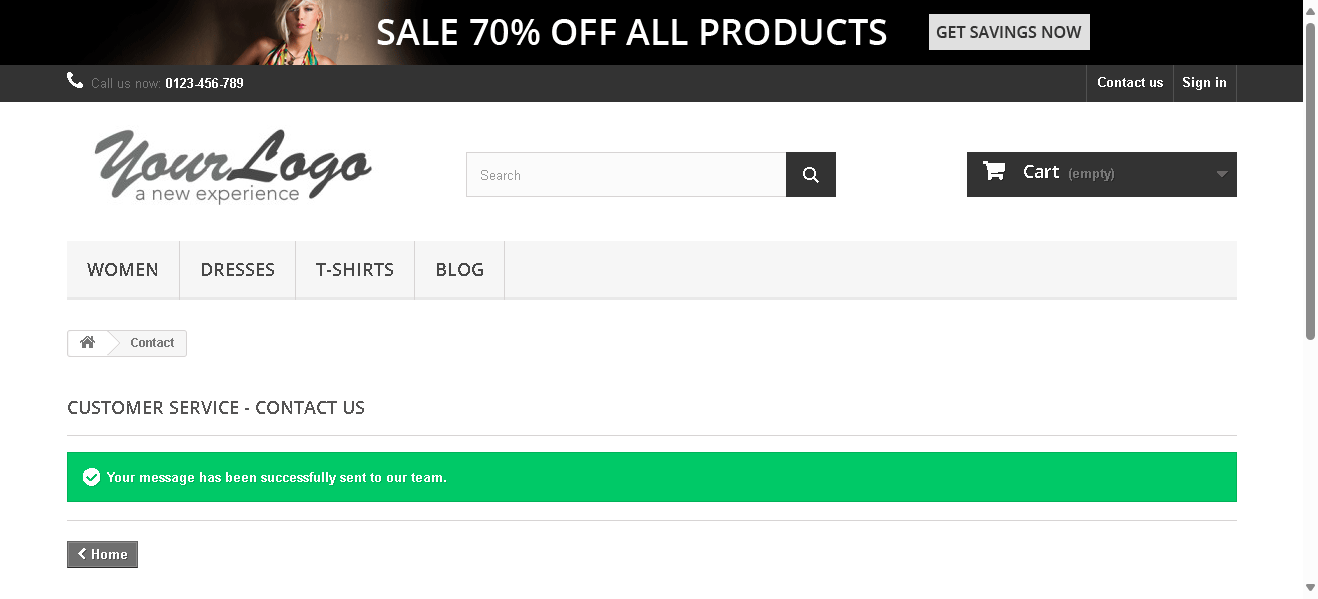 SALE 70% OFF ALL PRODUCTS GET SAVINGS NOW
Call us now: 0123-456-789 Contact us Sign in
YourLogo
a new experience
Search
Cart (empty)
WOMEN DRESSES T-SHIRTS BLOG
Contact
CUSTOMER SERVICE - CONTACT US
Your message has been successfully sent to our team.
Home